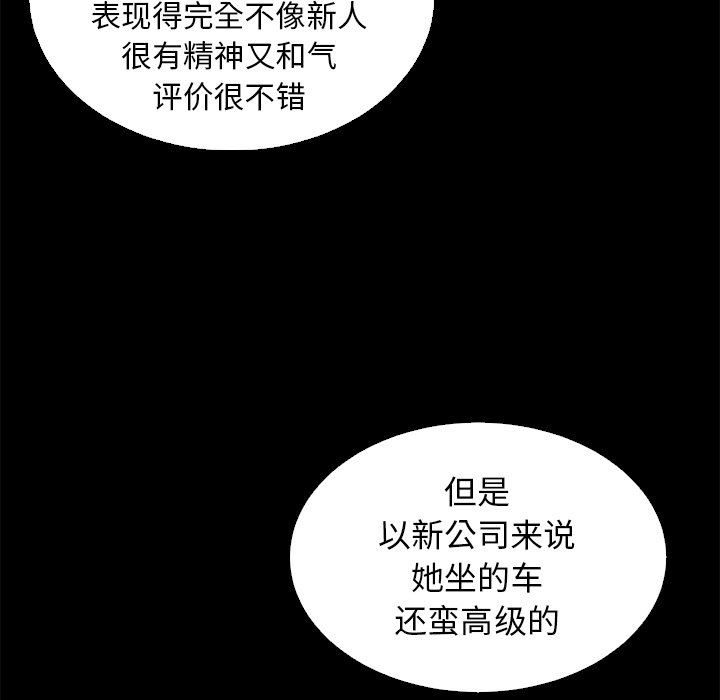 表现得完全不像新人
很有精神又和气
评价很不错
但是
以新公司来说
她坐的车
还蛮高级的